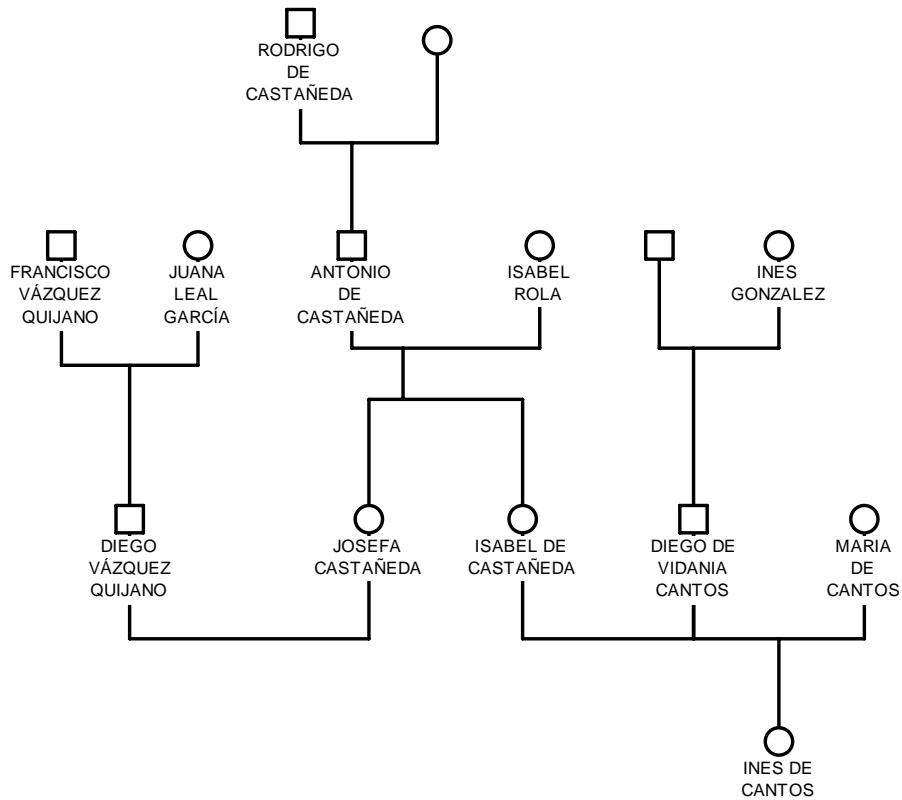 RODRIGO
DE
CASTAÑEDA
FRANCISCO
VÁZQUEZ
QUIJANO
JUANA
LEAL
GARCÍA
ANTONIO
DE
CASTAÑEDA
ISABEL
ROLA
INES
GONZALEZ
DIEGO
VÁZQUEZ
QUIJANO
JOSEFA
CASTAÑEDA
ISABEL DE
CASTAÑEDA
DIEGO DE
VIDANIA
CANTOS
MARIA
DE
CANTOS
INES DE
CANTOS